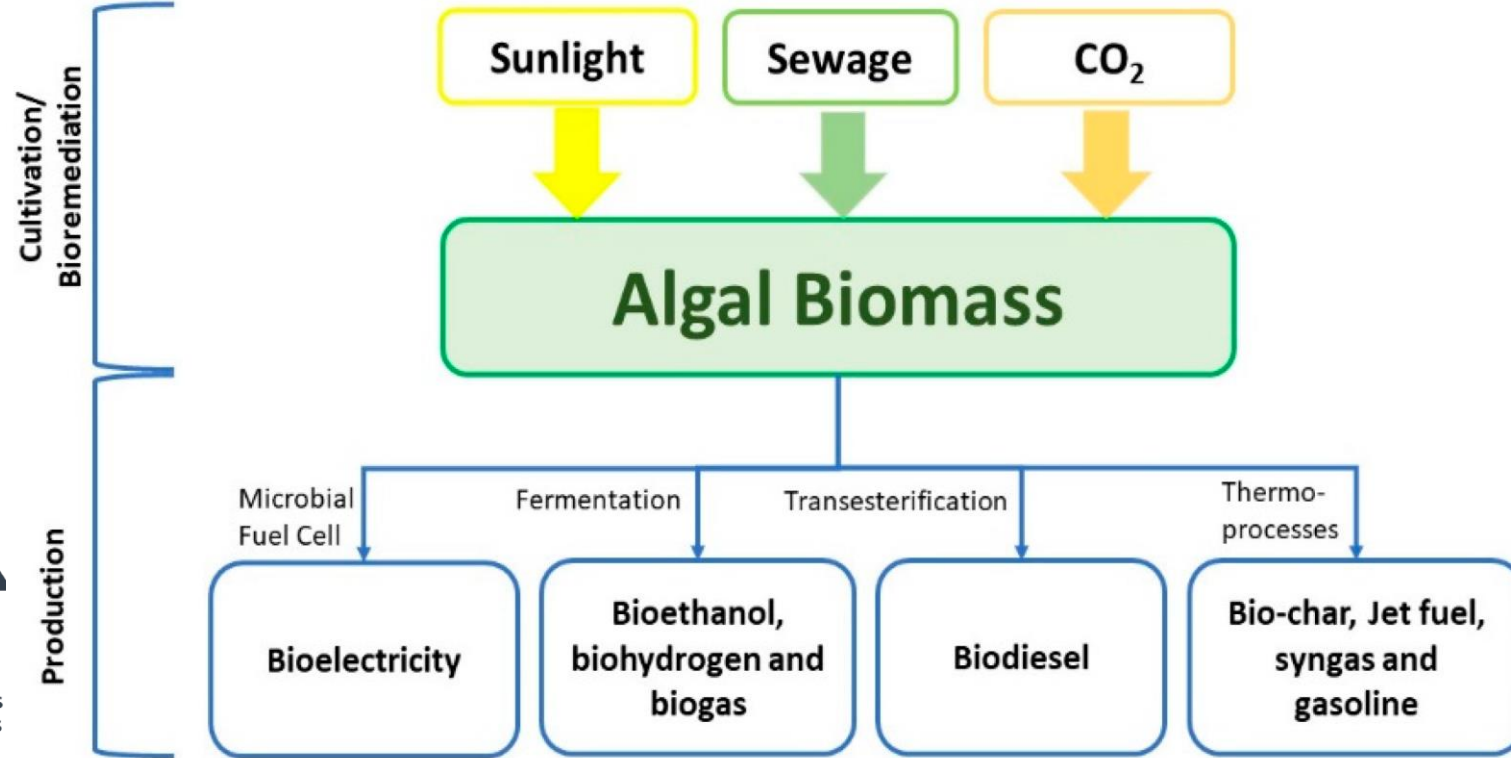 Cultivation/
Bioremediation
Sunlight
Sewage
CO₂
Algal Biomass
Production
Microbial
Fuel Cell
Fermentation
Transesterification
Thermo-
processes
Bioelectricity
Bioethanol,
biohydrogen and
biogas
Biodiesel
Bio-char, Jet fuel,
syngas and
gasoline